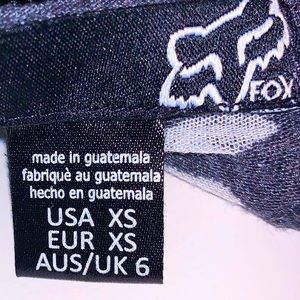 FOX
made in guatemala
fabriquè au guatemala
hecho en guatemala
USA XS
EUR XS
AUS/UK 6